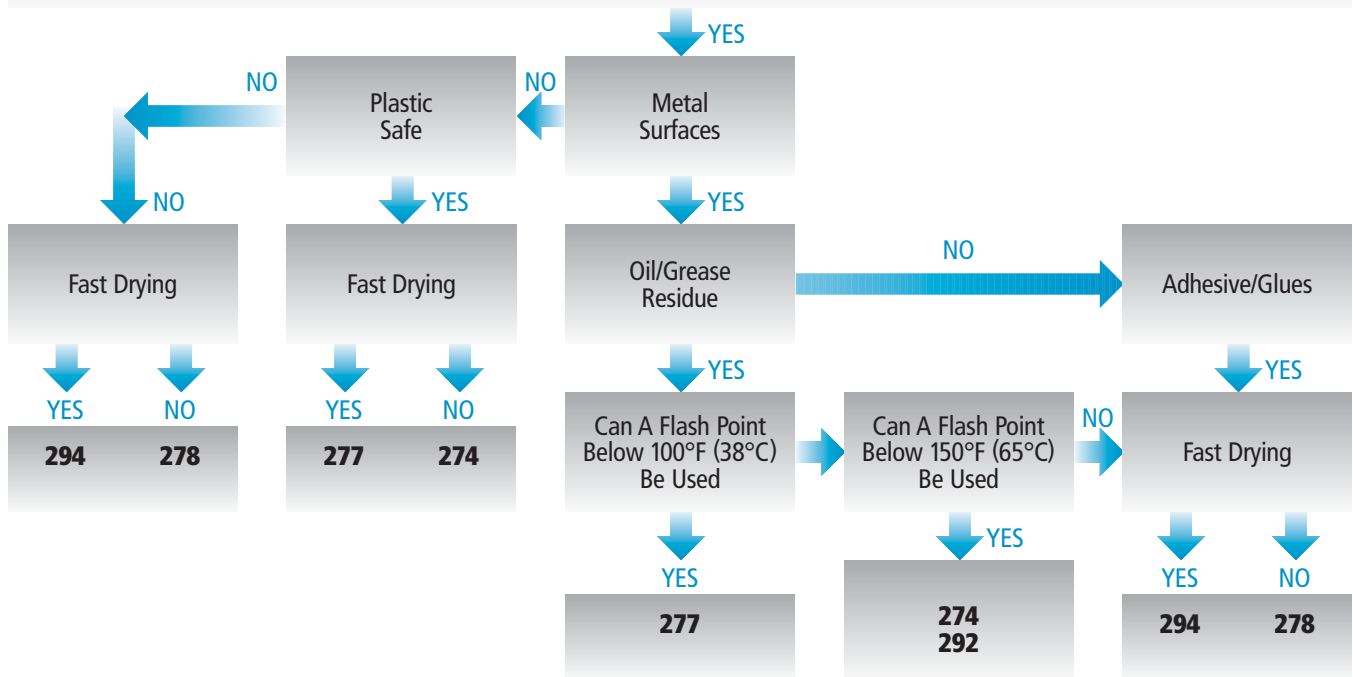 YES
NO
Plastic
Safe
NO
Metal
Surfaces
NO
YES
YES
Fast Drying
Fast Drying
Oil/Grease
Residue
NO
Adhesive/Glues
YES
NO
YES
NO
YES
YES
294
278
277
274
Can A Flash Point
Below 100°F (38°C)
Be Used
Can A Flash Point
Below 150°F (65°C)
Be Used
NO
Fast Drying
YES
YES
YES
NO
277
274
292
294
278